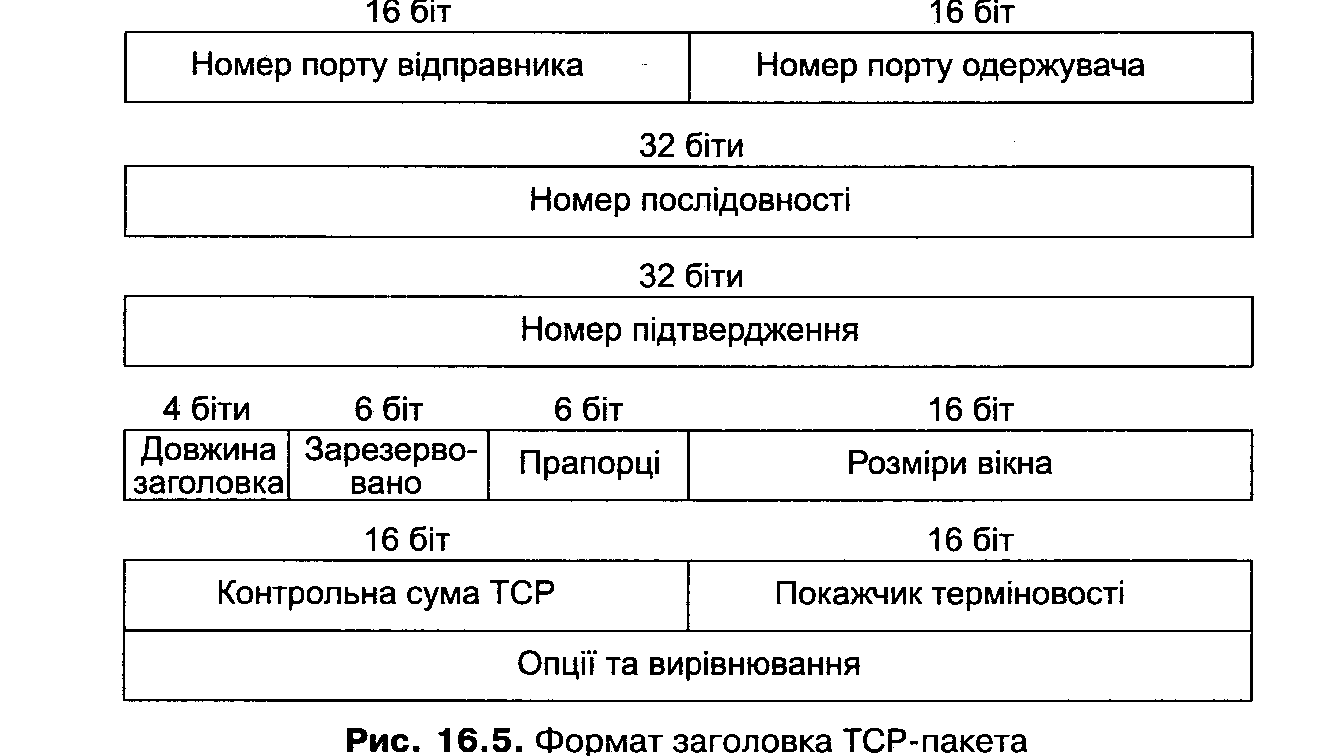 16 біт 16 біт
Номер порту відправника Номер порту одержувача
32 біти
Номер послідовності
32 біти
Номер підтвердження
4 біти 6 біт 6 біт 16 біт
Довжина заголовка Зарезерво-вано Прапорці Розміри вікна
16 біт 16 біт
Контрольна сума TCP Покажчик терміновості
Опції та вирівнювання
Рис. 16.5. Формат заголовка TCP-пакета